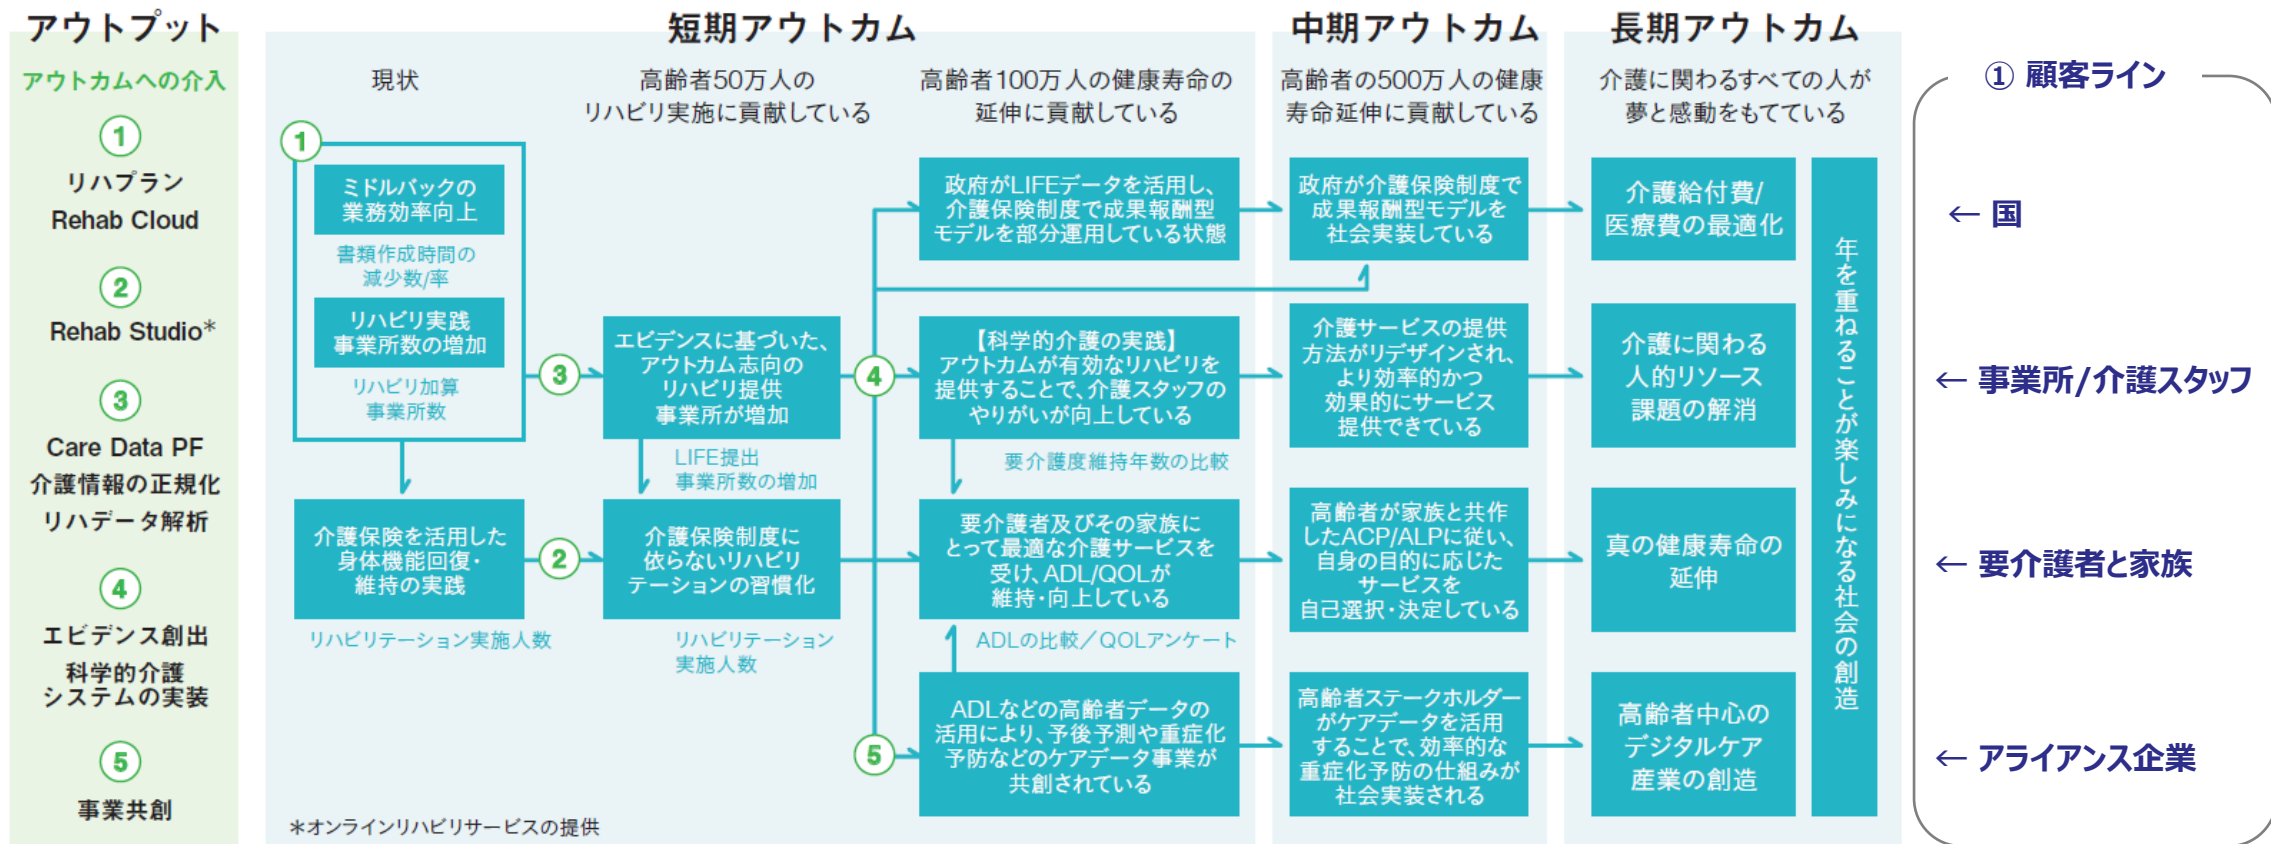 アウトプット
アウトカムへの介入
①
リハプラン
Rehab Cloud
②
Rehab Studio*
③
Care Data PF
介護情報の正規化
リハデータ解析
④
エビデンス創出
科学的介護
システムの実装
⑤
事業共創
短期アウトカム
現状
高齢者50万人の
リハビリ実施に貢献している
高齢者100万人の健康寿命の
延伸に貢献している
①
ミドルバックの
業務効率向上
書類作成時間の
減少数/率
リハビリ実践
事業所数の増加
リハビリ加算
事業所数
介護保険を活用した
身体機能回復・
維持の実践
リハビリテーション実施人数
③
エビデンスに基づいた、
アウトカム志向の
リハビリ提供
事業所が増加
LIFE提出
事業所数の増加
②
介護保険制度に
依らないリハビリ
テーションの習慣化
リハビリテーション
実施人数
④
⑤
政府がLIFEデータを活用し、
介護保険制度で成果報酬型
モデルを部分運用している状態
【科学的介護の実践】
アウトカムが有効なリハビリを
提供することで、介護スタッフの
やりがいが向上している
要介護度維持年数の比較
要介護者及びその家族に
とって最適な介護サービスを
受け、ADL/QOLが
維持・向上している
ADLの比較／QOLアンケート
ADLなどの高齢者データの
活用により、予後予測や重症化
予防などのケアデータ事業が
共創されている
*オンラインリハビリサービスの提供
中期アウトカム
高齢者の500万人の健康
寿命延伸に貢献している
政府が介護保険制度で
成果報酬型モデルを
社会実装している
介護サービスの提供
方法がリデザインされ、
より効率的かつ
効果的にサービス
提供できている
高齢者が家族と共作
したACP/ALPに従い、
自身の目的に応じた
サービスを
自己選択・決定している
高齢者ステークホルダー
がケアデータを活用
することで、効率的な
重症化予防の仕組みが
社会実装される
長期アウトカム
介護に関わるすべての人が
夢と感動をもてている
介護給付費/
医療費の最適化
介護に関わる
人的リソース
課題の解消
真の健康寿命の
延伸
高齢者中心の
デジタルケア
産業の創造
年を重ねることが楽しみになる社会の創造
① 顧客ライン
← 国
← 事業所/介護スタッフ
← 要介護者と家族
← アライアンス企業